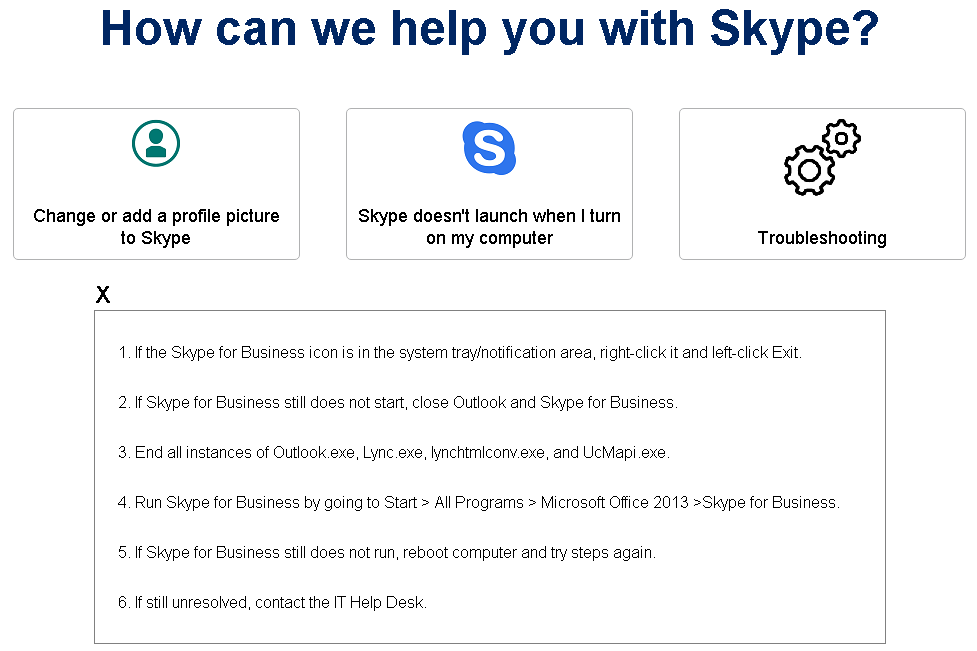 How can we help you with Skype?
Change or add a profile picture
to Skype
S
Skype doesn't launch when I turn
on my computer
Troubleshooting
X
1. If the Skype for Business icon is in the system tray/notification area, right-click it and left-click Exit.
2. If Skype for Business still does not start, close Outlook and Skype for Business.
3. End all instances of Outlook.exe, Lync.exe, lynchtmlconv.exe, and UcMapi.exe.
4. Run Skype for Business by going to Start > All Programs > Microsoft Office 2013 >Skype for Business.
5. If Skype for Business still does not run, reboot computer and try steps again.
6. If still unresolved, contact the IT Help Desk.